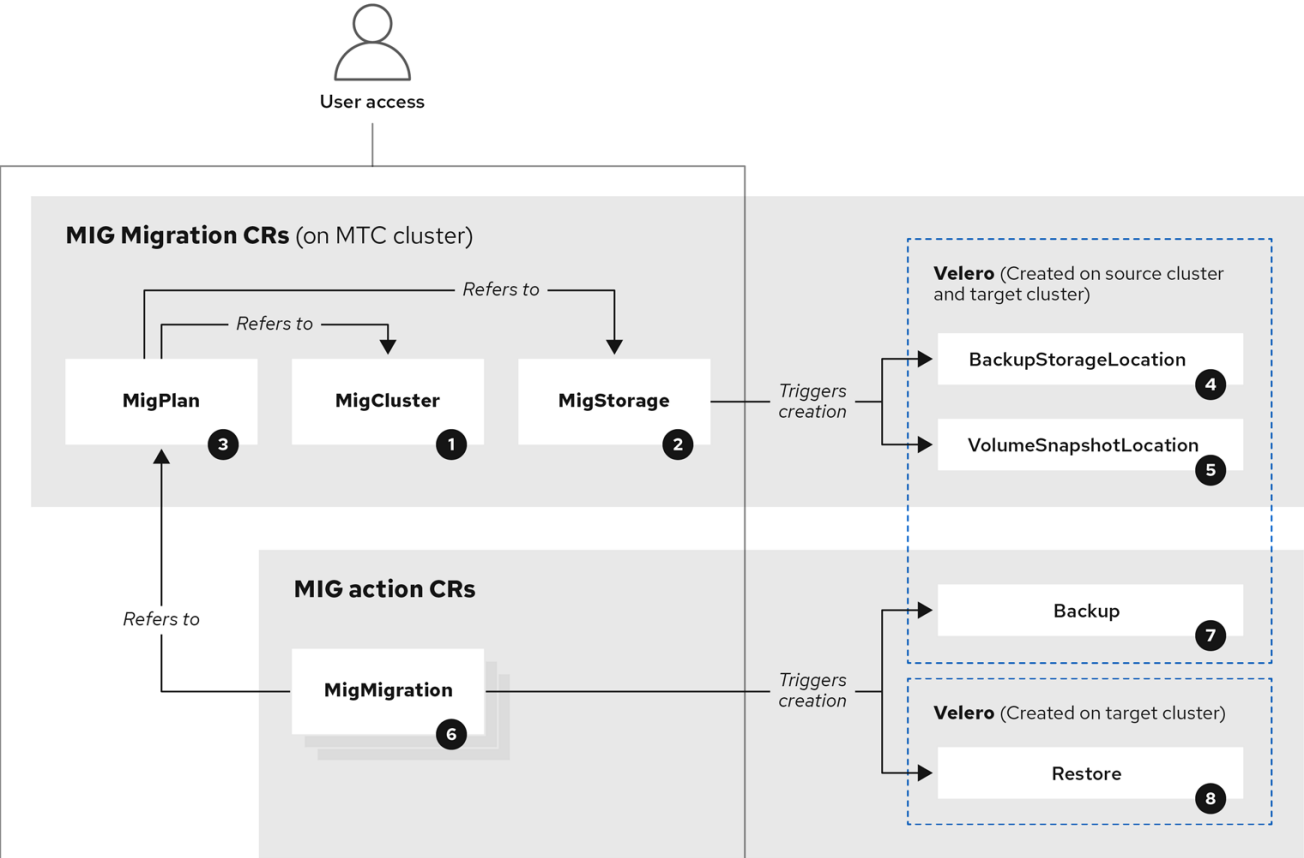 User access
MIG Migration CRs (on MTC cluster)
Refers to
Refers to
MigPlan
3
MigCluster
1
MigStorage
2
Triggers
creation
Velero (Created on source cluster
and target cluster)
BackupStorageLocation
4
VolumeSnapshotLocation
5
Refers to
MIG action CRs
MigMigration
6
Triggers
creation
Backup
7
Velero (Created on target cluster)
Restore
8